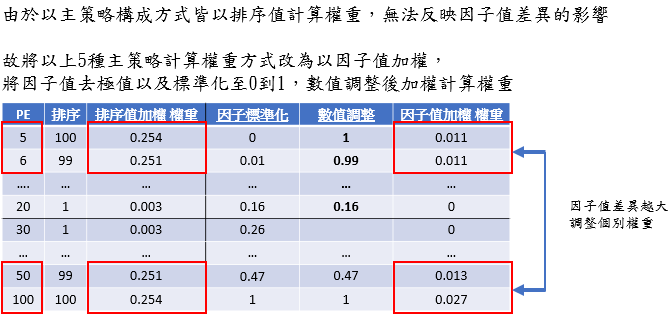 由於以主策略構成方式皆以排序值計算權重，無法反映因子值差異的影響
故將以上5種主策略計算權重方式改為以因子值加權，
將因子值去極值以及標準化至0到1，數值調整後加權計算權重
PE 排序 排序值加權 權重 因子標準化 數值調整 因子值加權 權重
5 100 0.254 0 1 0.011
6 99 0.251 0.01 0.99 0.011
.... ... ... ... ... ...
20 1 0.003 0.16 0.16 0
30 1 0.003 0.26 0
... ... ... ... ...
50 99 0.251 0.47 0.47 0.013
100 100 0.254 1 1 0.027
因子值差異越大
調整個別權重